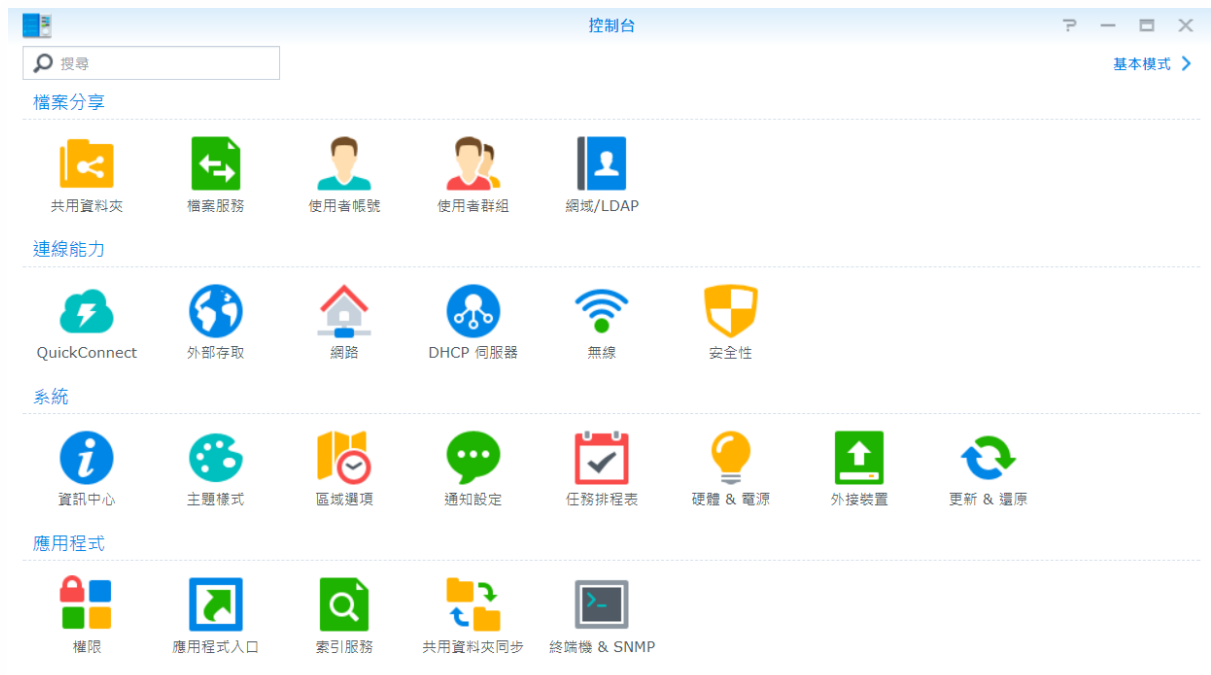 控制台
搜尋
基本模式
檔案分享
共用資料夾 檔案服務 使用者帳號 使用者群組 網域/LDAP
連線能力
QuickConnect 外部存取 網路 DHCP 伺服器 無線 安全性
系統
資訊中心 主題樣式 區域選項 通知設定 任務排程表 硬體 & 電源 外接裝置 更新 & 還原
應用程式
權限 應用程式入口 索引服務 共用資料夾同步 終端機 & SNMP